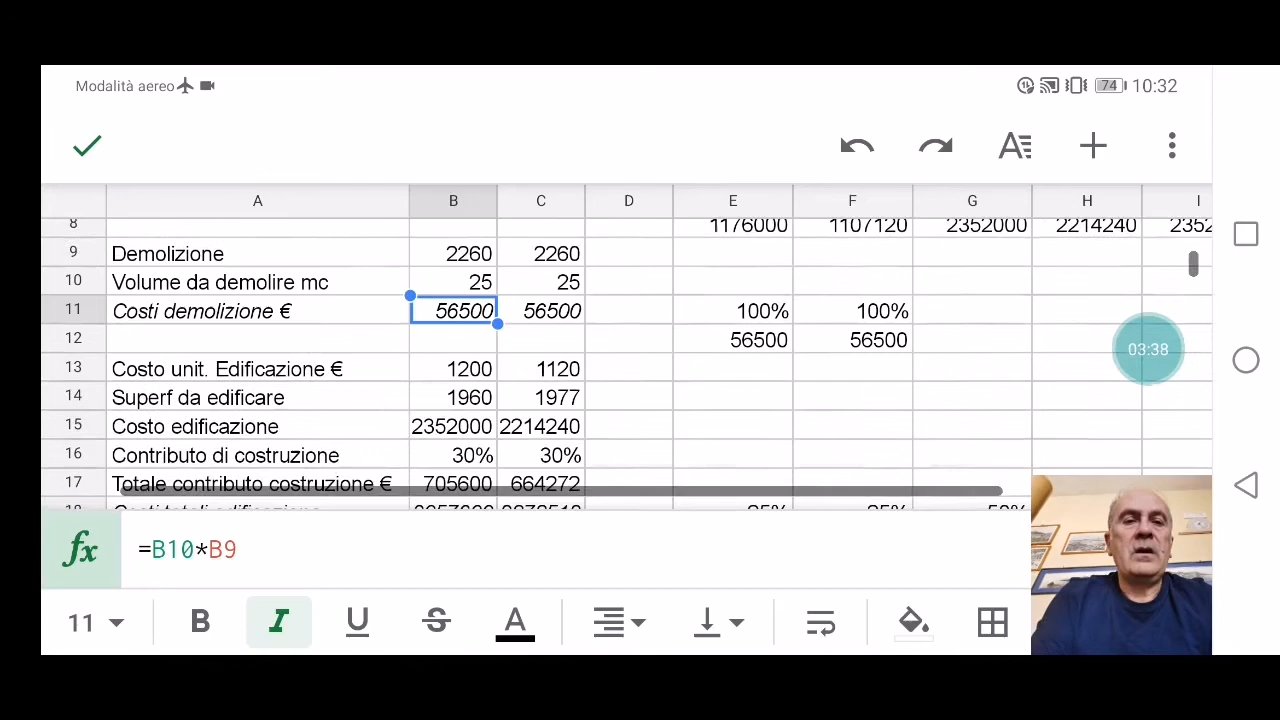 Modalità aereo 74 10:32
A B C D E F G H I
8 1176000 1107120 2352000 2214240
9 Demolizione 2260 2260
10 Volume da demolire mc 25 25
11 Costi demolizione € 56500 56500 100% 100%
12 56500 56500
03:38
13 Costo unit. Edificazione € 1200 1120
14 Superf da edificare 1960 1977
15 Costo edificazione 2352000 2214240
16 Contributo di costruzione 30% 30%
17 Totale contributo costruzione € 705600 664272
fx =B10*B9
11 B I U S A